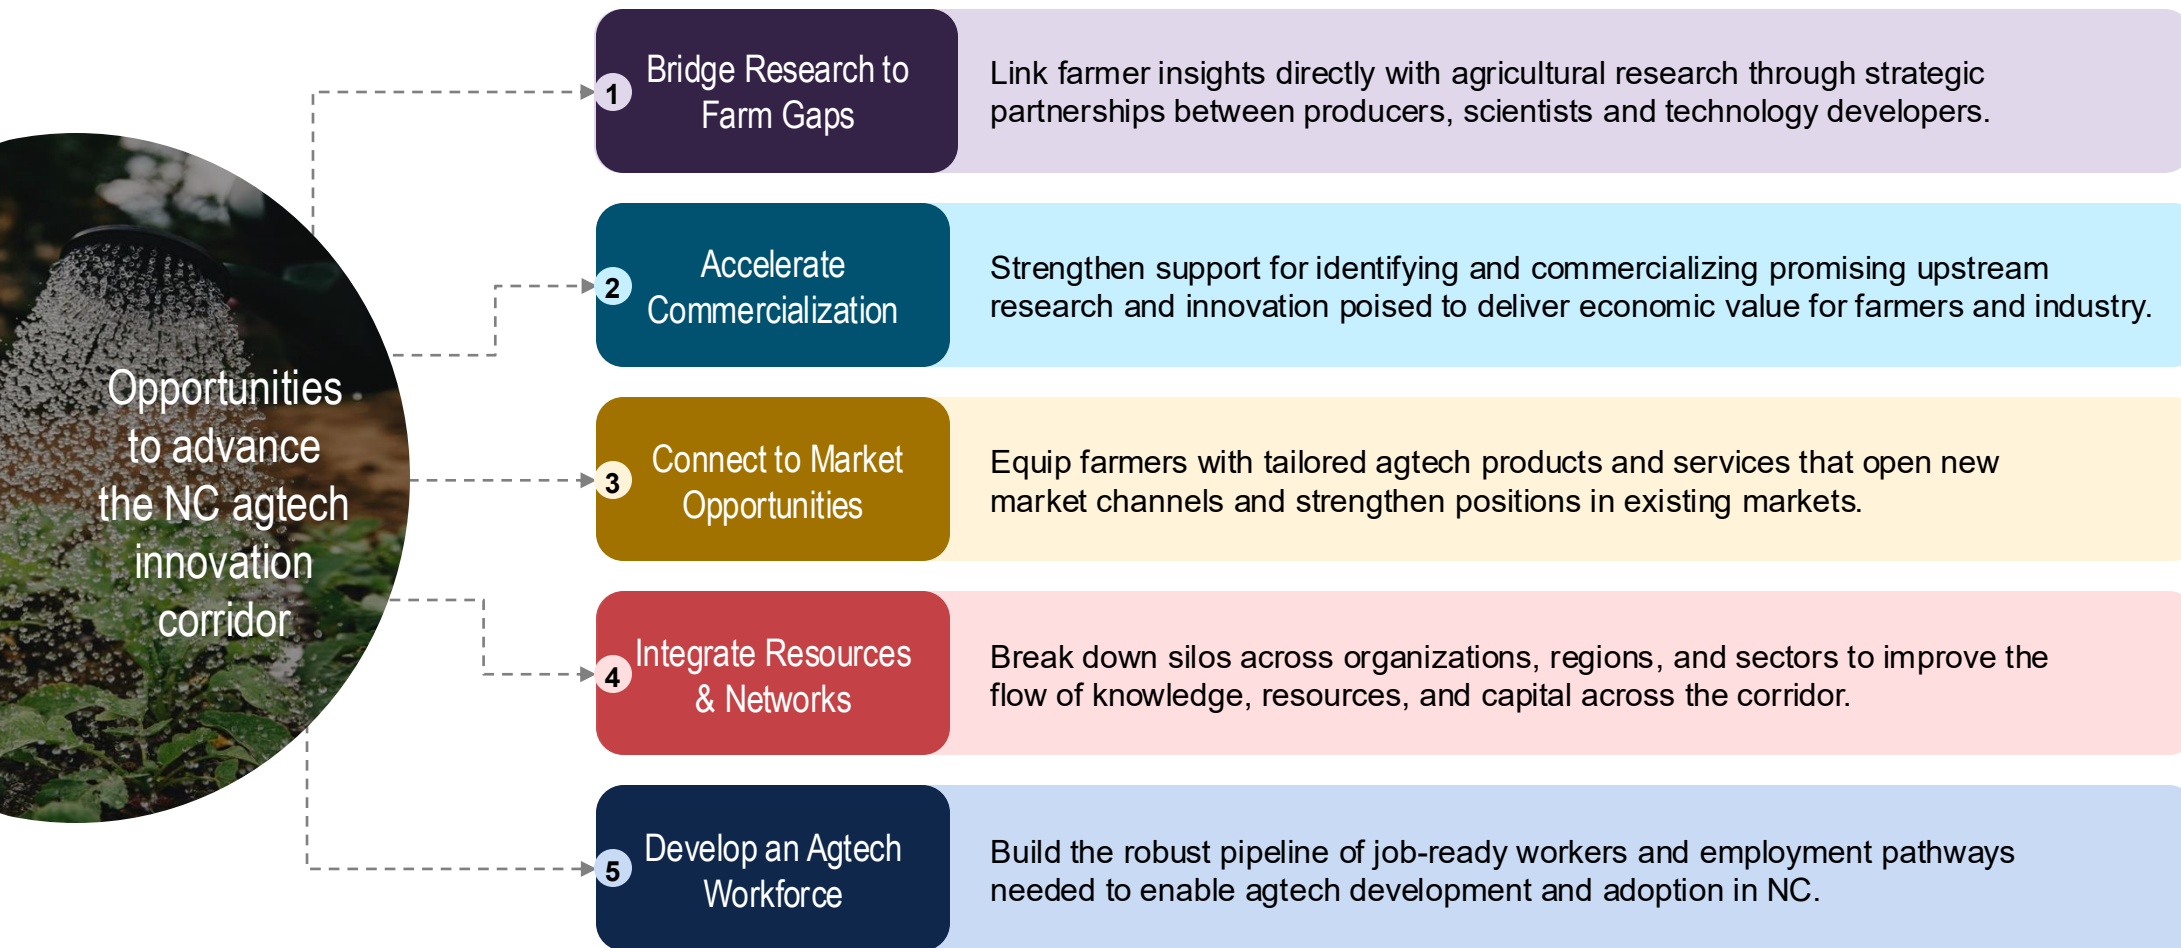 Opportunities
to advance
the NC agtech
innovation
corridor
1
Bridge Research to
Farm Gaps
Link farmer insights directly with agricultural research through strategic
partnerships between producers, scientists and technology developers.
2
Accelerate
Commercialization
Strengthen support for identifying and commercializing promising upstream
research and innovation poised to deliver economic value for farmers and industry.
3
Connect to Market
Opportunities
Equip farmers with tailored agtech products and services that open new
market channels and strengthen positions in existing markets.
4
Integrate Resources
& Networks
Break down silos across organizations, regions, and sectors to improve the
flow of knowledge, resources, and capital across the corridor.
5
Develop an Agtech
Workforce
Build the robust pipeline of job-ready workers and employment pathways
needed to enable agtech development and adoption in NC.